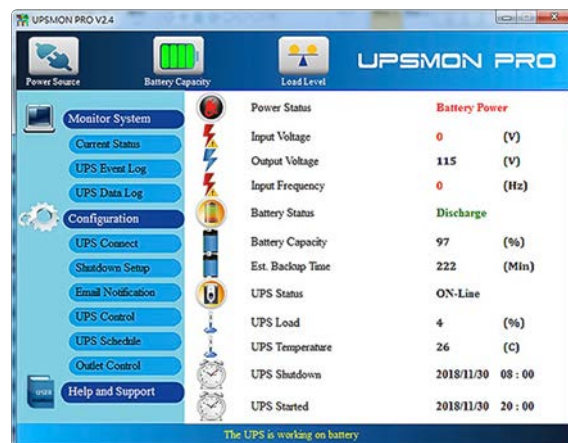 UPSMON PRO V2.4
Power Source
Battery Capacity
Load Level
UPSMON PRO
Monitor System
Current Status
UPS Event Log
UPS Data Log
Configuration
UPS Connect
Shutdown Setup
Email Notification
UPS Control
UPS Schedule
Outlet Control
Help and Support
Power Status Battery Power
Input Voltage 0 (V)
Output Voltage 115 (V)
Input Frequency 0 (Hz)
Battery Status Discharge
Battery Capacity 97 (%)
Est. Backup Time 222 (Min)
UPS Status ON-Line
UPS Load 4 (%)
UPS Temperature 26 (C)
UPS Shutdown 2018/11/30 08 : 00
UPS Started 2018/11/30 20 : 00
The UPS is working on battery